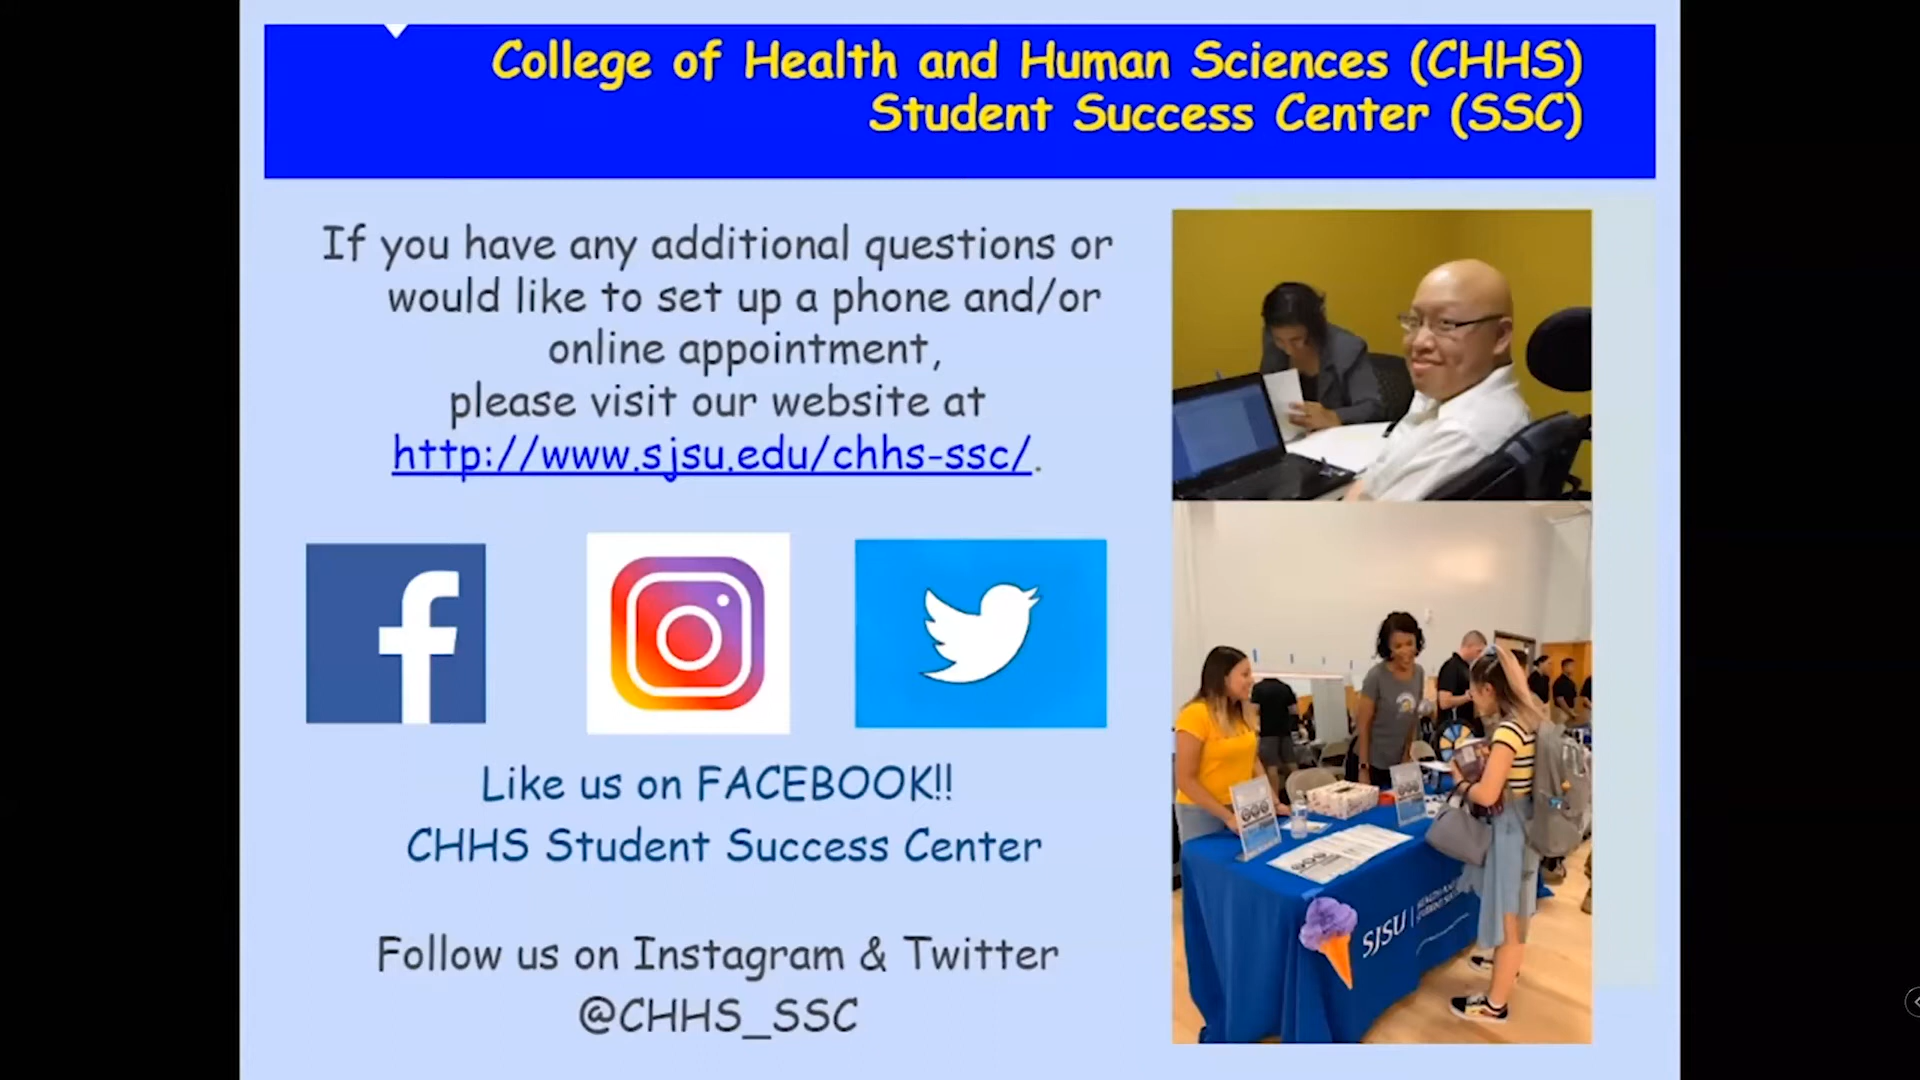 College of Health and Human Sciences (CHHS)
Student Success Center (SSC)
If you have any additional questions or
would like to set up a phone and/or
online appointment,
please visit our website at
http://www.sjsu.edu/chhs-ssc/.
Like us on FACEBOOK!!
CHHS Student Success Center
Follow us on Instagram & Twitter
@CHHS_SSC
SJSU